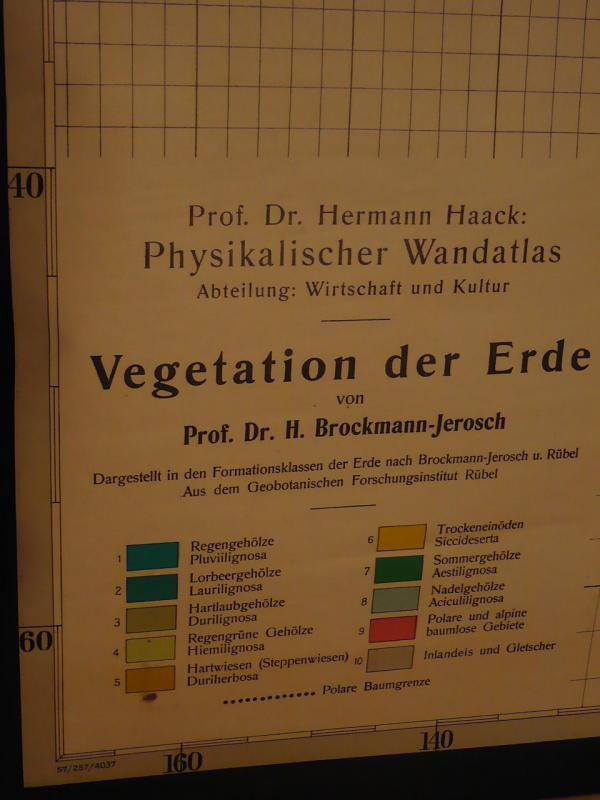 40
Prof. Dr. Hermann Haack:
Physikalischer Wandatlas
Abteilung: Wirtschaft und Kultur
Vegetation der Erde
von
Prof. Dr. H. Brockmann-Jerosch
Dargestellt in den Formationsklassen der Erde nach Brockmann-Jerosch u. Rübel
Aus dem Geobotanischen Forschungsinstitut Rübel
1 Regengehölze
Pluviilignosa
2 Lorbeergehölze
Laurilignosa
3 Hartlaubgehölze
Durilignosa
4 Regengrüne Gehölze
Hiemilignosa
5 Hartwiesen (Steppenwiesen)
Duriherbosa
6 Trockeneinöden
Siccideserta
7 Sommergehölze
Aestilignosa
8 Nadelgehölze
Aciculilignosa
9 Polare und alpine
baumlose Gebiete
10 Inlandeis und Gletscher
Polare Baumgrenze
60
57/257/4037
160
140